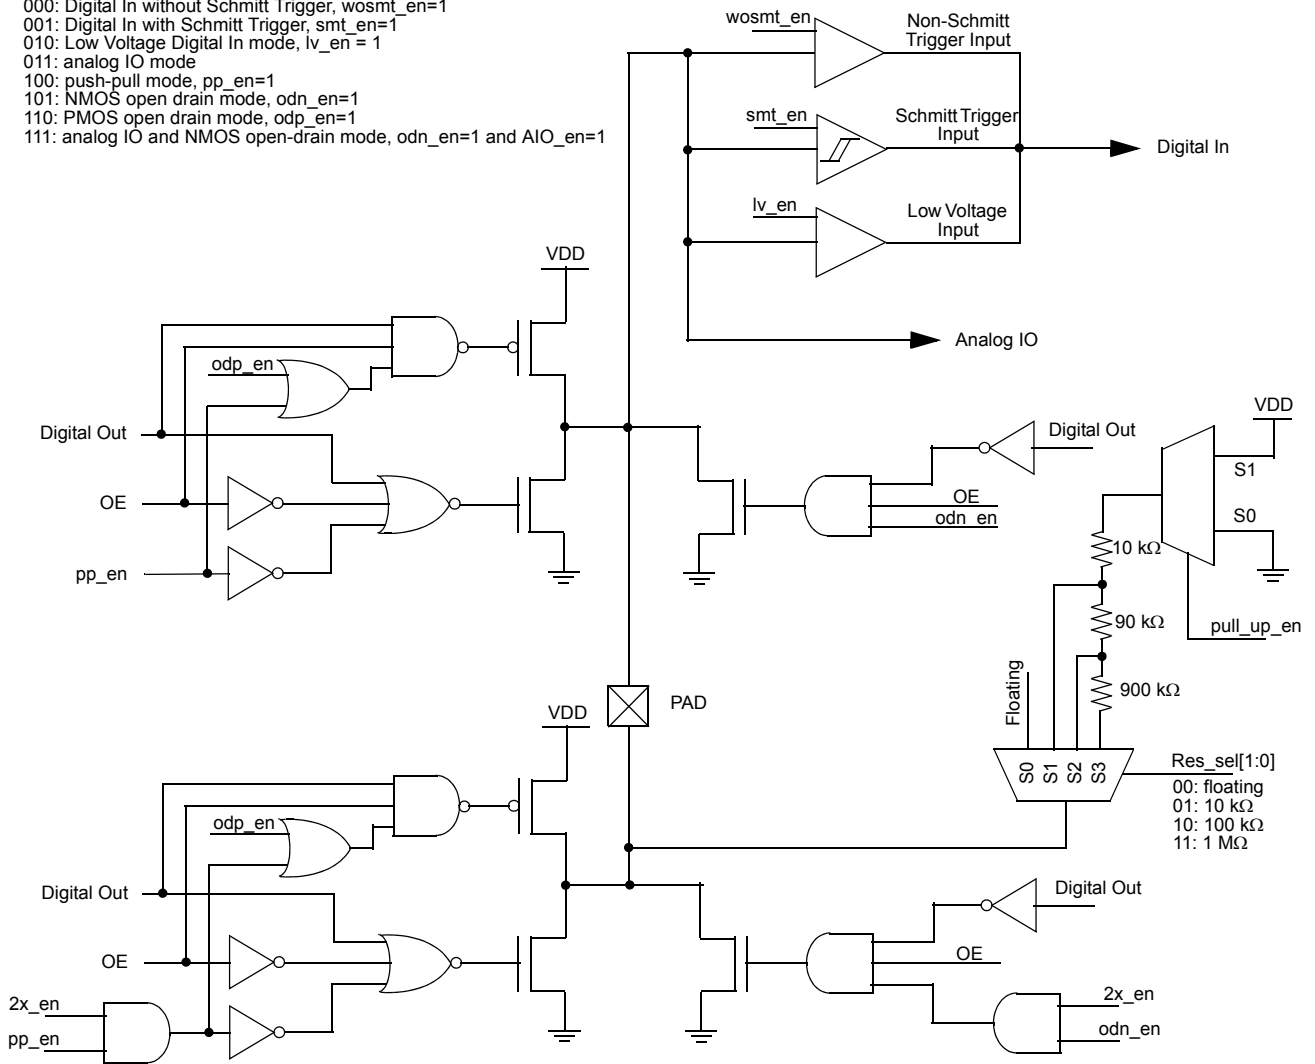 000: Digital In without Schmitt Trigger, wosmt_en=1
001: Digital In with Schmitt Trigger, smt_en=1
010: Low Voltage Digital In mode, lv_en = 1
011: analog IO mode
100: push-pull mode, pp_en=1
101: NMOS open drain mode, odn_en=1
110: PMOS open drain mode, odp_en=1
111: analog IO and NMOS open-drain mode, odn_en=1 and AIO_en=1
wosmt_en
Non-Schmitt
Trigger Input
smt_en
Schmitt Trigger
Input
Digital In
lv_en
Low Voltage
Input
Analog IO
VDD
odp_en
Digital Out
OE
pp_en
Digital Out
OE
odn_en
VDD
S1
S0
10 kΩ
90 kΩ
pull_up_en
900 kΩ
Floating
S0
S1
S2
S3
Res_sel[1:0]
00: floating
01: 10 kΩ
10: 100 kΩ
11: 1 MΩ
PAD
VDD
odp_en
Digital Out
OE
2x_en
pp_en
Digital Out
OE
2x_en
odn_en